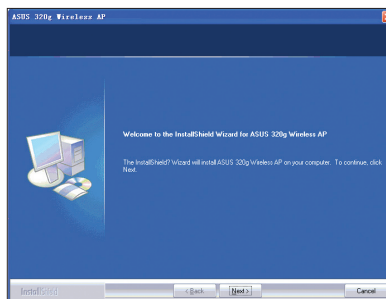 ASUS 320g Wireless AP
Welcome to the InstallShield Wizard for ASUS 320g Wireless AP
The InstallShield? Wizard will install ASUS 320g Wireless AP on your computer. To continue, click
Next.
InstallShield
< Back
Next >
Cancel